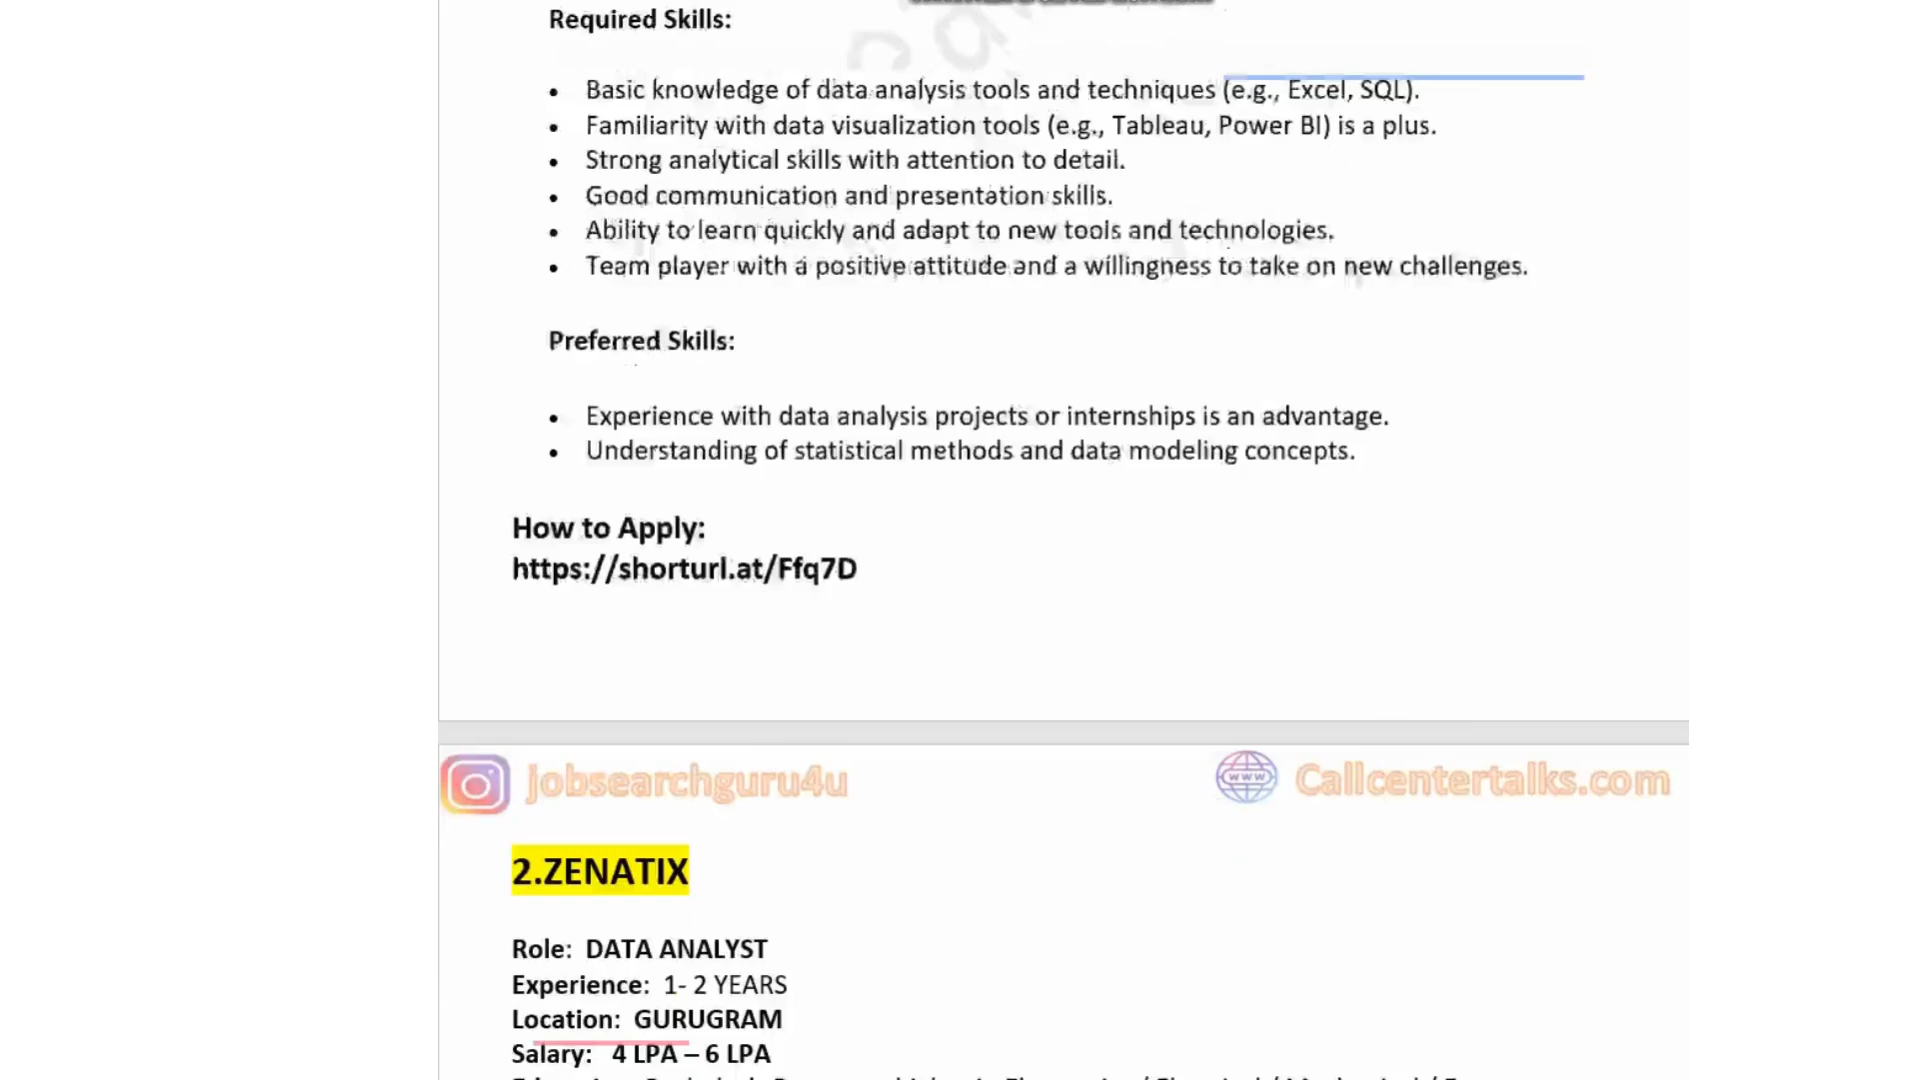 Required Skills:
• Basic knowledge of data analysis tools and techniques (e.g., Excel, SQL).
• Familiarity with data visualization tools (e.g., Tableau, Power BI) is a plus.
• Strong analytical skills with attention to detail.
• Good communication and presentation skills.
• Ability to learn quickly and adapt to new tools and technologies.
• Team player with a positive attitude and a willingness to take on new challenges.
Preferred Skills:
• Experience with data analysis projects or internships is an advantage.
• Understanding of statistical methods and data modeling concepts.
How to Apply:
https://shorturl.at/Ffq7D
Jobsearchguru4u
www Callcentertalks.com
2.ZENATIX
Role: DATA ANALYST
Experience: 1- 2 YEARS
Location: GURUGRAM
Salary: 4 LPA – 6 LPA